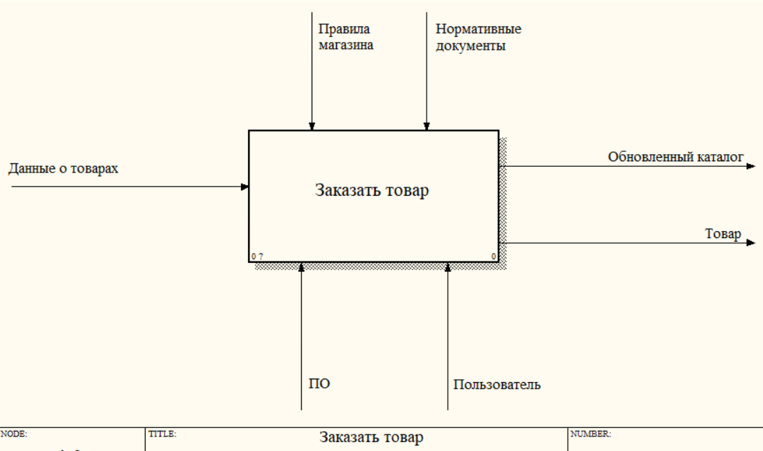 Правила
магазина
Нормативные
документы
Данные о товарах
Обновленный каталог
Заказать товар
Товар
0 ?
0
ПО
Пользователь
NODE:
TITLE:
Заказать товар
NUMBER: